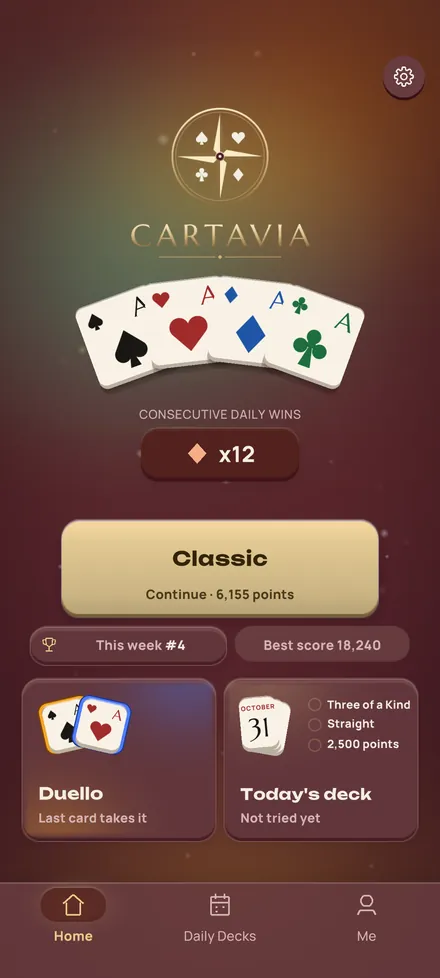 CARTAVIA
A A A A
CONSECUTIVE DAILY WINS
x12
Classic
Continue · 6,155 points
This week #4
Best score 18,240
A A
OCTOBER
31
Three of a Kind
Straight
2,500 points
Duello
Last card takes it
Today's deck
Not tried yet
Home
Daily Decks
Me